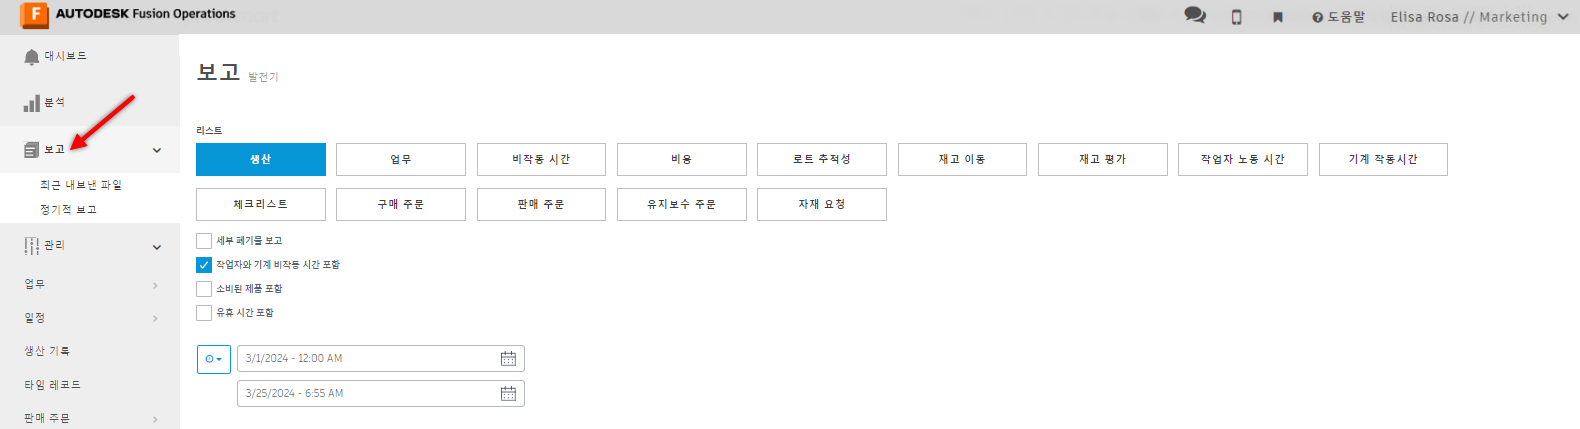 F AUTODESK Fusion Operations
도움말 Elisa Rosa // Marketing
대시보드
분석
보고
최근 내보낸 파일
정기적 보고
관리
업무
일정
생산 기록
타임 레코드
판매 주문
보고 발전기
리스트
생산 업무 비작동 시간 비용 로트 추적성 재고 이동 재고 평가 작업자 노동 시간 기계 작동시간
체크리스트 구매 주문 판매 주문 유지보수 주문 자재 요청
세부 폐기물 보고
작업자와 기계 비작동 시간 포함
소비된 제품 포함
유휴 시간 포함
3/1/2024 - 12:00 AM
3/25/2024 - 6:55 AM